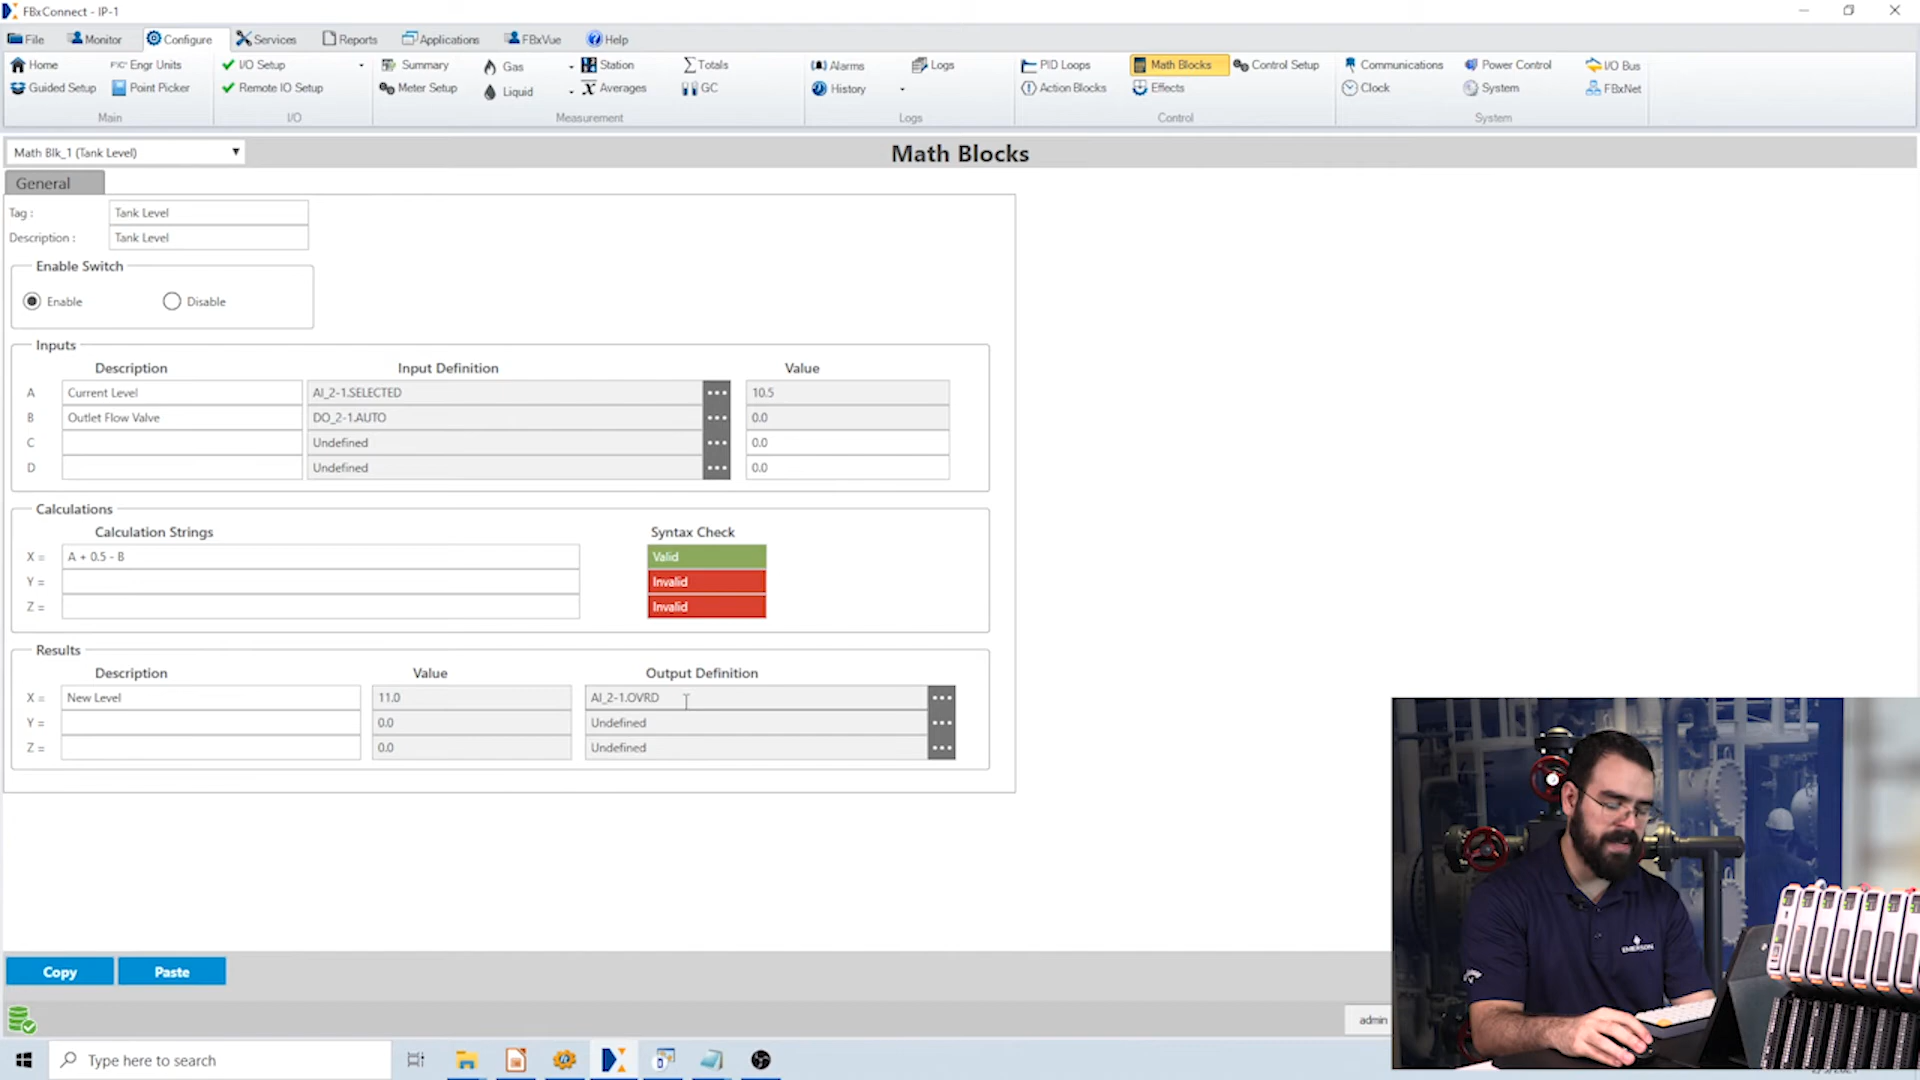 FBxConnect - IP-1
File Monitor Configure Services Reports Applications FBxVue Help
Home Engr Units I/O Setup Summary Gas Station Totals Alarms Logs PID Loops Math Blocks Control Setup Communications Power Control I/O Bus
Guided Setup Point Picker Remote IO Setup Meter Setup Liquid Averages GC History Action Blocks Effects Clock System FBxNet
Main I/O Measurement Logs Control System
Math Blk_1 (Tank Level)
Math Blocks
General
Tag : Tank Level
Description : Tank Level
Enable Switch
Enable Disable
Inputs
Description Input Definition Value
A Current Level AI_2-1.SELECTED 10.5
B Outlet Flow Valve DO_2-1.AUTO 0.0
C Undefined 0.0
D Undefined 0.0
Calculations
Calculation Strings Syntax Check
X = A + 0.5 - B Valid
Y = Invalid
Z = Invalid
Results
Description Value Output Definition
X = New Level 11.0 AI_2-1.OVRD
Y = 0.0 Undefined
Z = 0.0 Undefined
Copy Paste
admin
Type here to search
EMERSON